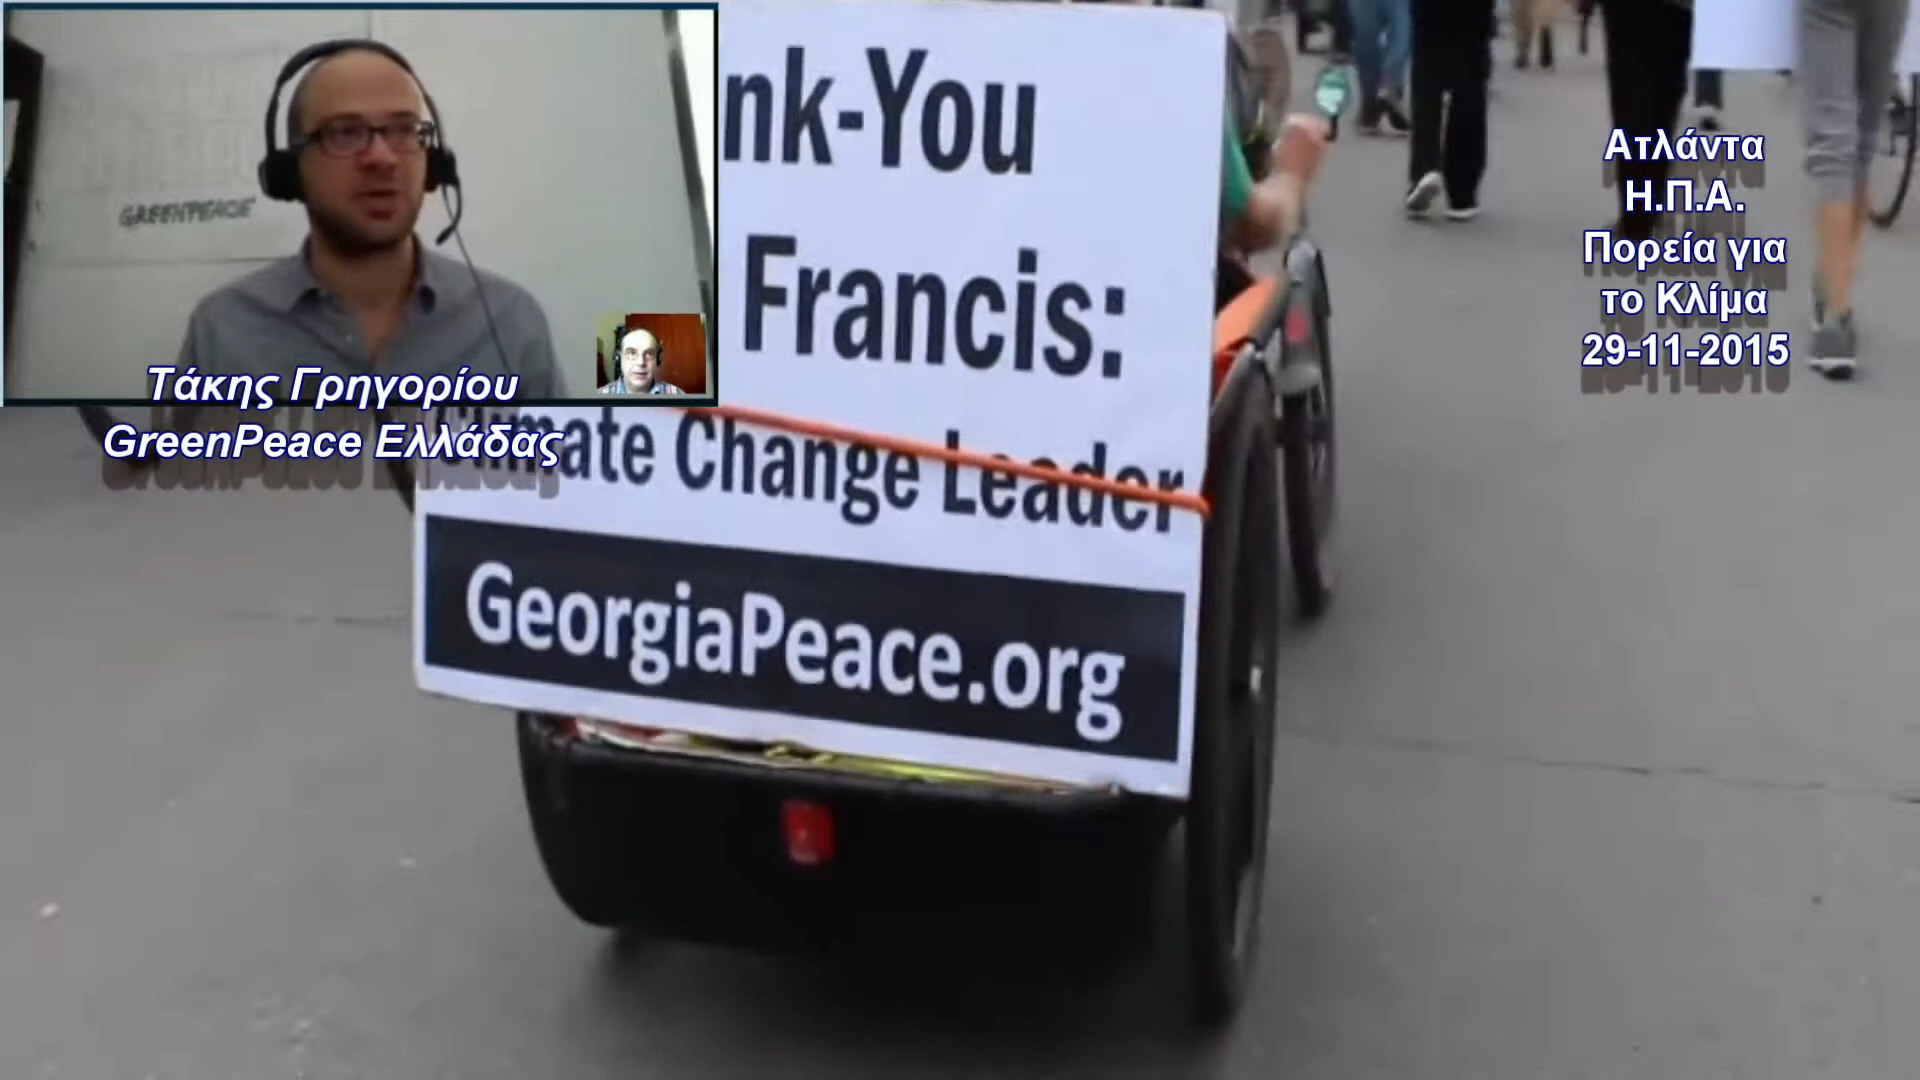 GREENPEACE
Τάκης Γρηγορίου
GreenPeace Ελλάδας
nk-You
Francis:
Climate Change Leader
GeorgiaPeace.org
Ατλάντα
Η.Π.Α.
Πορεία για
το Κλίμα
29-11-2015